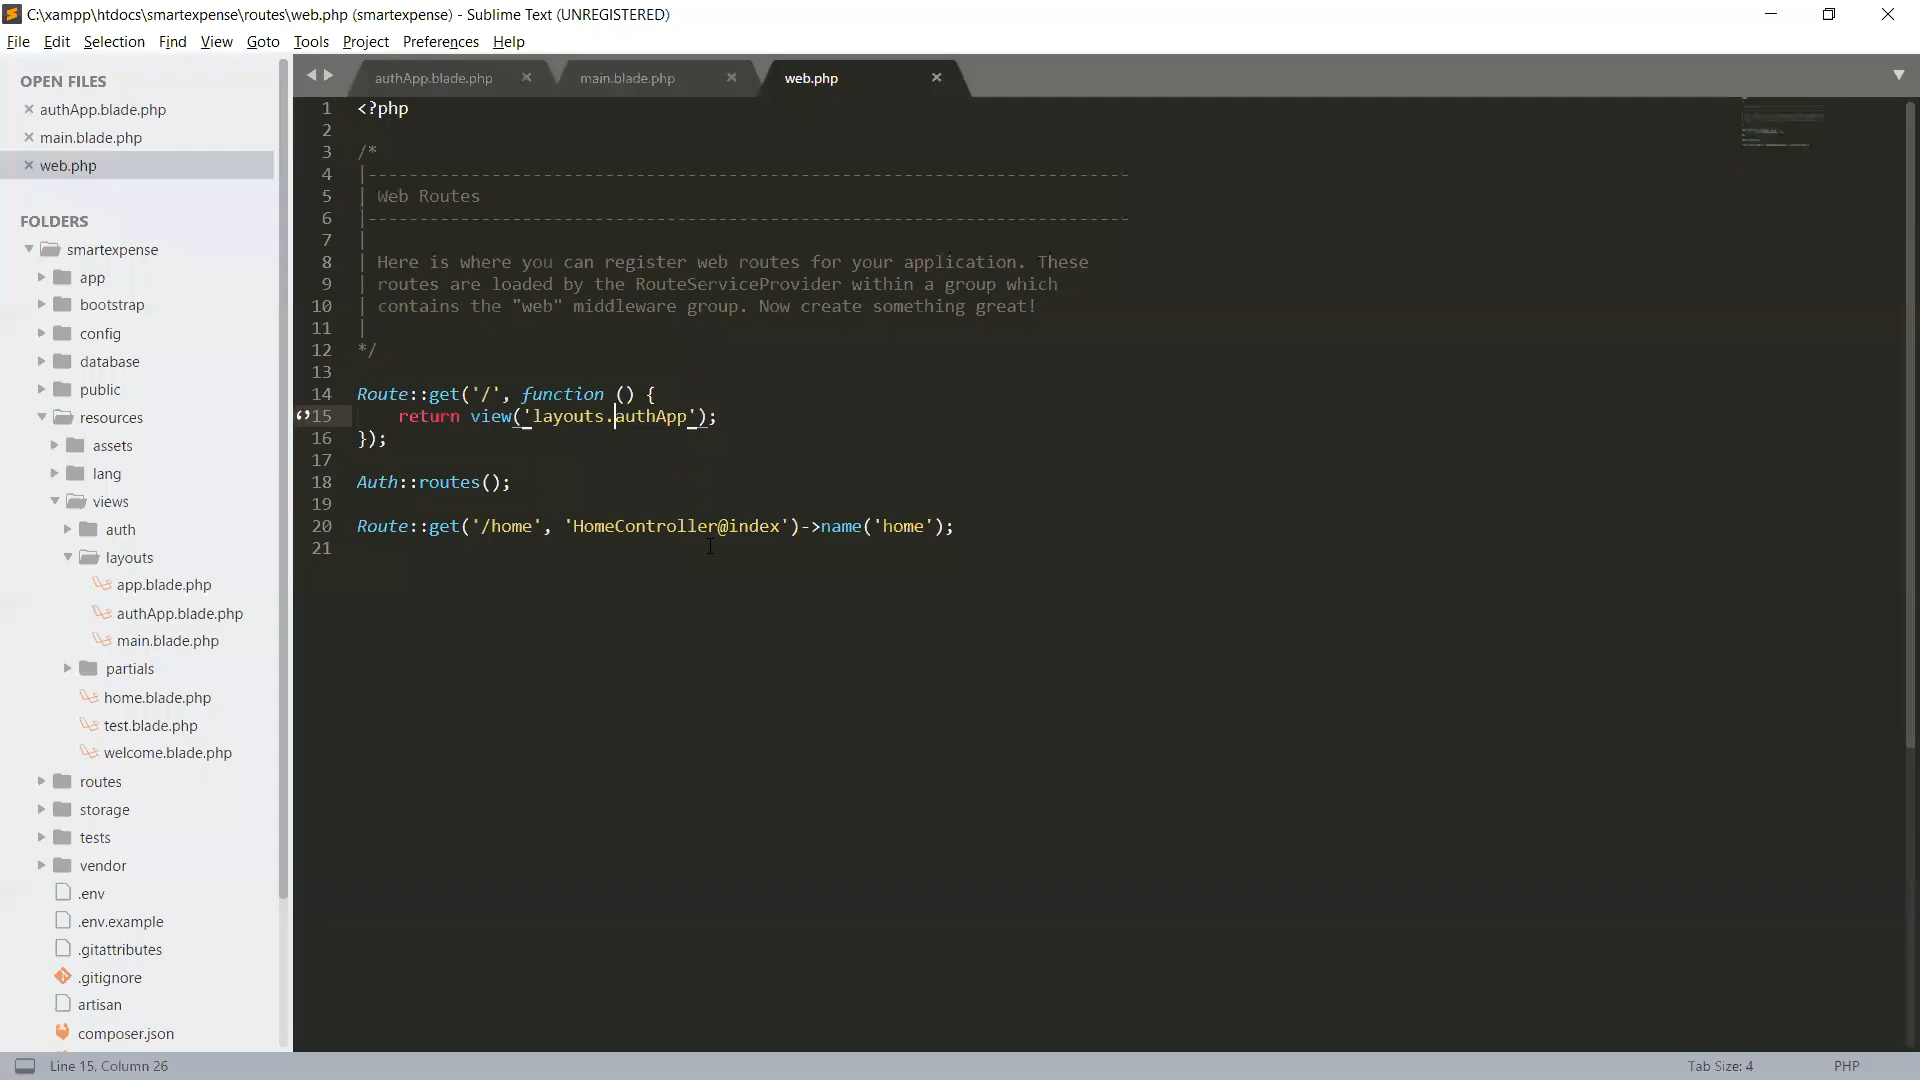 C:\xampp\htdocs\smartexpense\routes\web.php (smartexpense) - Sublime Text (UNREGISTERED)
File Edit Selection Find View Goto Tools Project Preferences Help
OPEN FILES
authApp.blade.php
main.blade.php
web.php
FOLDERS
smartexpense
app
bootstrap
config
database
public
resources
assets
lang
views
auth
layouts
app.blade.php
authApp.blade.php
main.blade.php
partials
home.blade.php
test.blade.php
welcome.blade.php
routes
storage
tests
vendor
.env
.env.example
.gitattributes
.gitignore
artisan
composer.json
authApp.blade.php main.blade.php web.php
1 <?php
2
3 /*
4 |--------------------------------------------------------------------------
5 | Web Routes
6 |--------------------------------------------------------------------------
7 |
8 | Here is where you can register web routes for your application. These
9 | routes are loaded by the RouteServiceProvider within a group which
10 | contains the "web" middleware group. Now create something great!
11 |
12 */
13
14 Route::get('/', function () {
15 return view('layouts.authApp');
16 });
17
18 Auth::routes();
19
20 Route::get('/home', 'HomeController@index')->name('home');
21
Line 15, Column 26
Tab Size: 4
PHP